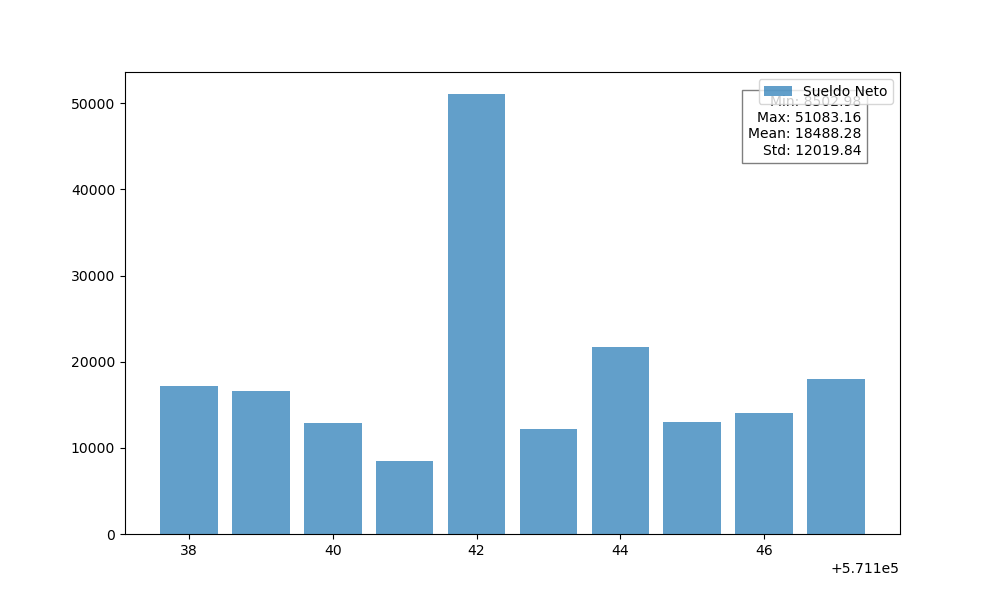 50000
40000
30000
20000
10000
0
Sueldo Neto
Min: 8502.98
Max: 51083.16
Mean: 18488.28
Std: 12019.84
38 40 42 44 46
+5.711e5